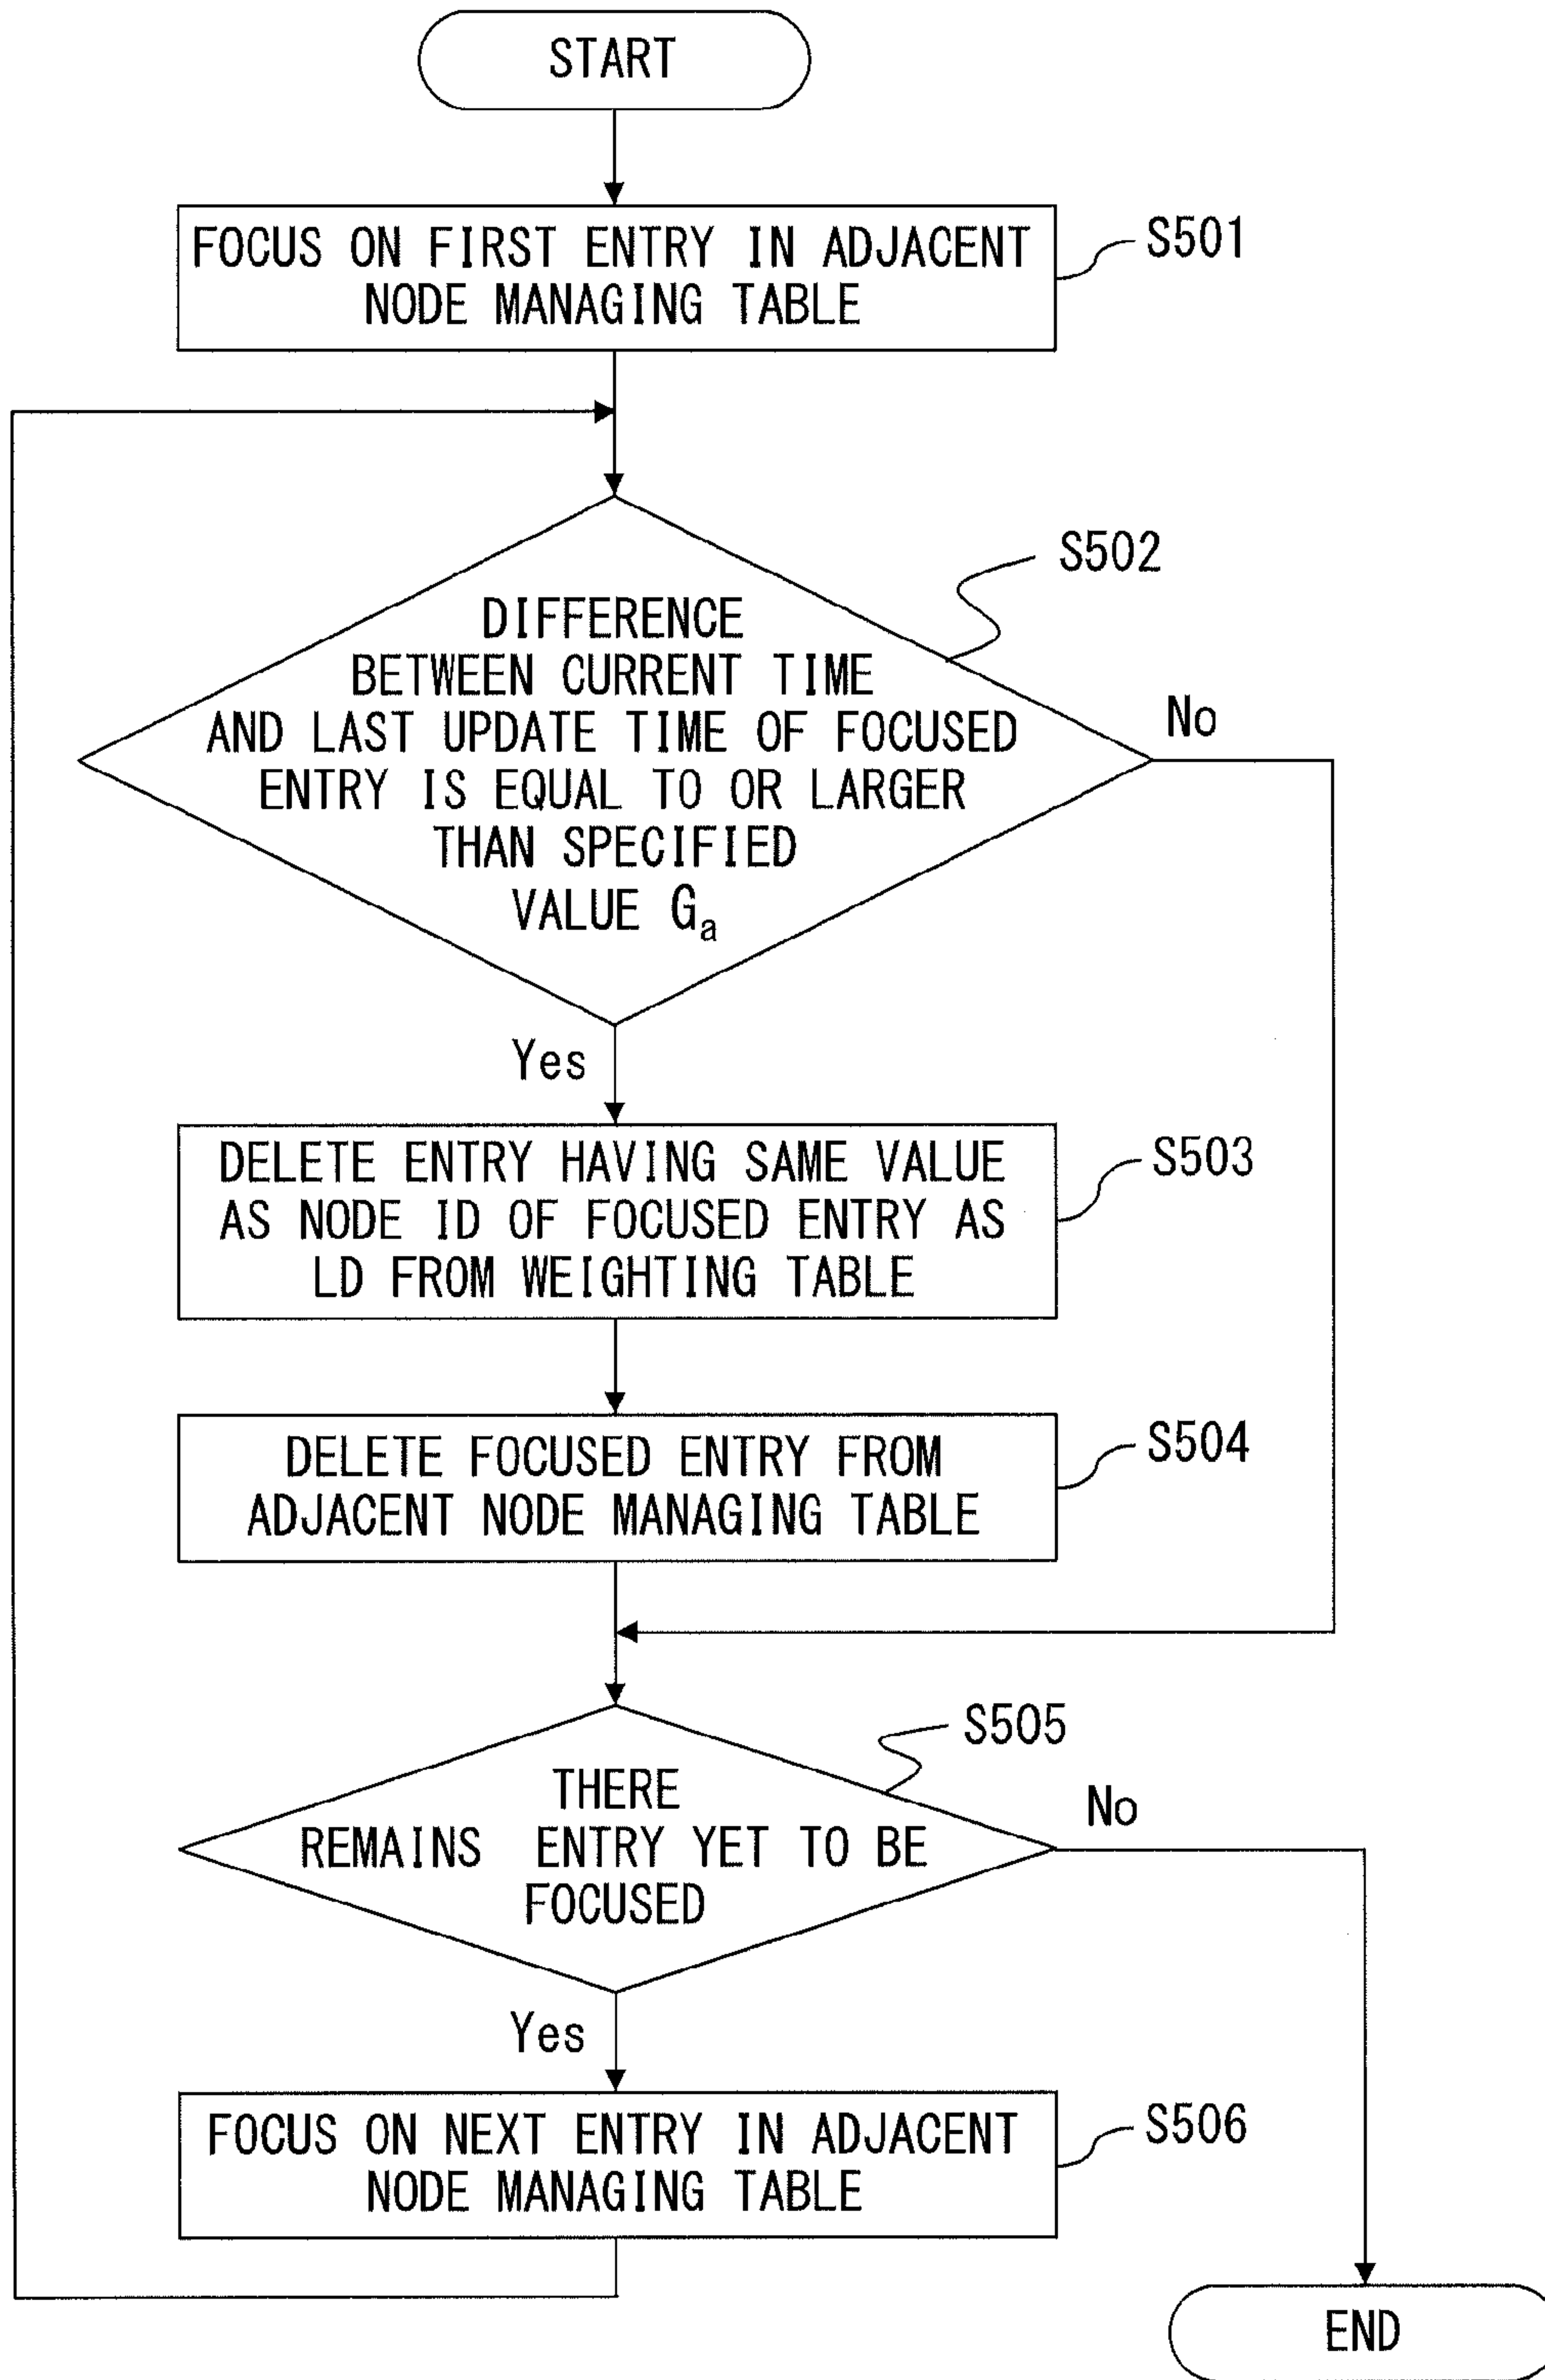 START
FOCUS ON FIRST ENTRY IN ADJACENT
NODE MANAGING TABLE
S501
S502
DIFFERENCE
BETWEEN CURRENT TIME
AND LAST UPDATE TIME OF FOCUSED
ENTRY IS EQUAL TO OR LARGER
THAN SPECIFIED
VALUE Ga
No
Yes
DELETE ENTRY HAVING SAME VALUE
AS NODE ID OF FOCUSED ENTRY AS
LD FROM WEIGHTING TABLE
S503
DELETE FOCUSED ENTRY FROM
ADJACENT NODE MANAGING TABLE
S504
S505
THERE
REMAINS ENTRY YET TO BE
FOCUSED
No
Yes
FOCUS ON NEXT ENTRY IN ADJACENT
NODE MANAGING TABLE
S506
END